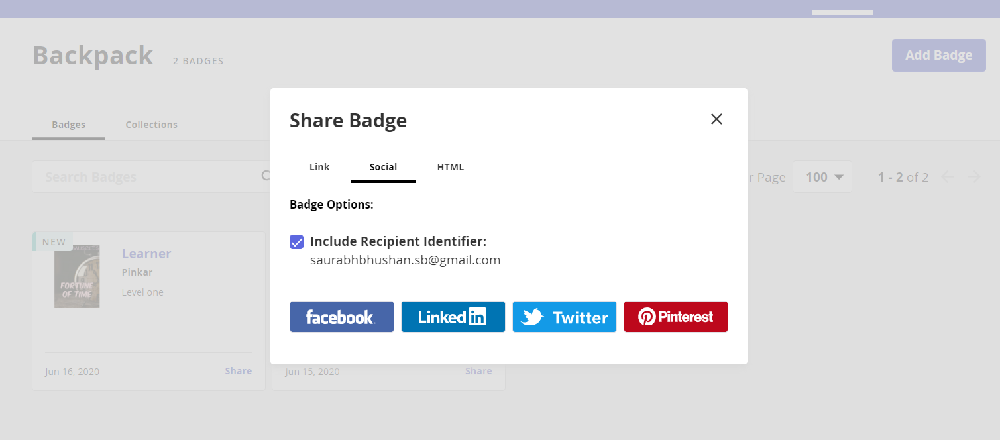 Backpack
2 BADGES
Add Badge
Badges
Collections
Search Badges
r Page
100
1 - 2 of 2
Share Badge
Link
Social
HTML
Badge Options:
Include Recipient Identifier:
saurabhbhushan.sb@gmail.com
facebook.
Linked in
Twitter
Pinterest
NEW
FORTUNE
OF TIME
Learner
Pinkar
Level one
Jun 16, 2020
Share
Jun 15, 2020
Share